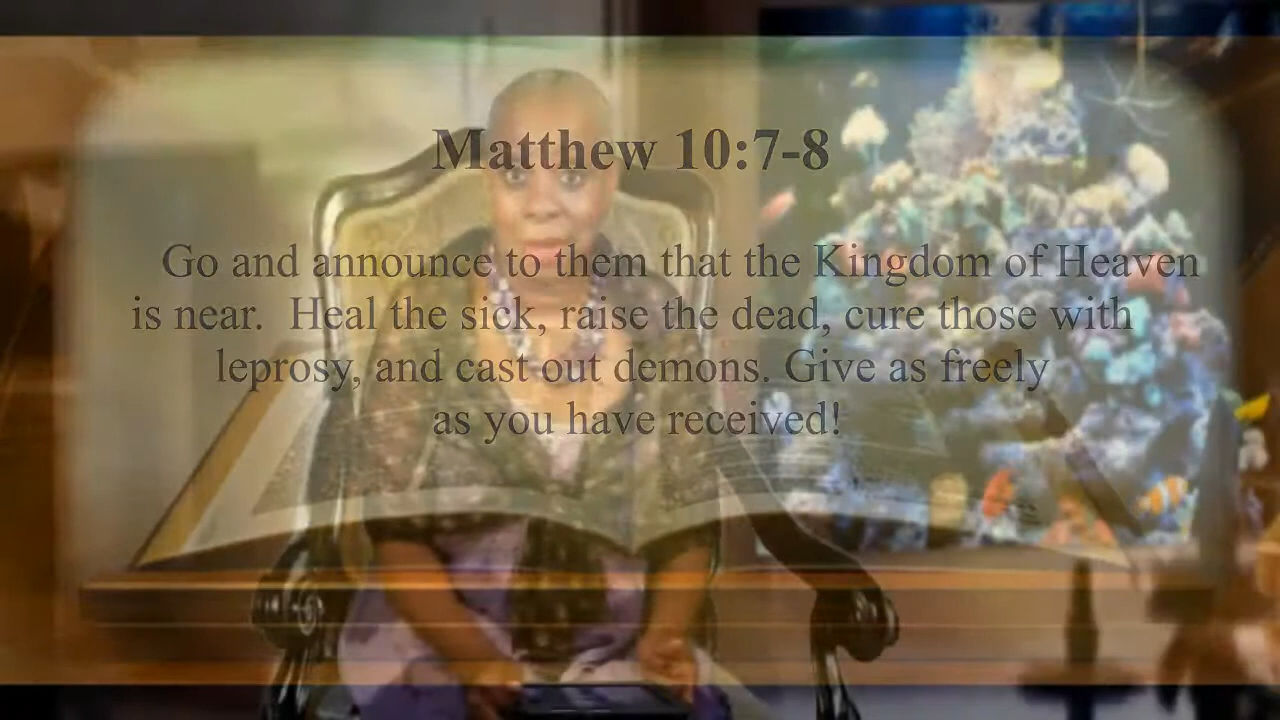 Matthew 10:7-8
Go and announce to them that the Kingdom of Heaven
is near. Heal the sick, raise the dead, cure those with
leprosy, and cast out demons. Give as freely
as you have received!